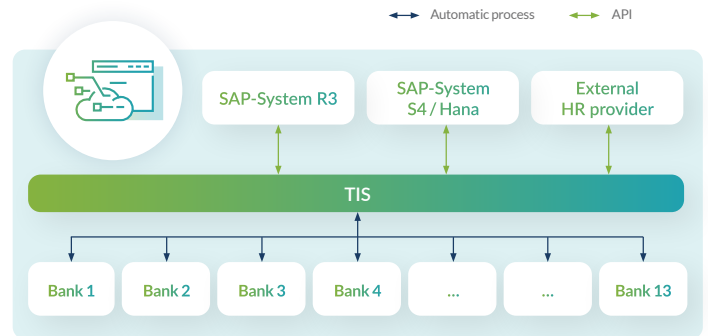 Automatic process
API
SAP-System R3
SAP-System
S4 / Hana
External
HR provider
TIS
Bank 1
Bank 2
Bank 3
Bank 4
...
...
Bank 13